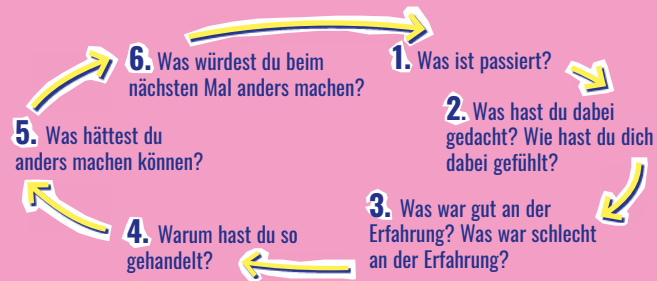 1. Was ist passiert?
2. Was hast du dabei
gedacht? Wie hast du dich
dabei gefühlt?
3. Was war gut an der
Erfahrung? Was war schlecht
an der Erfahrung?
4. Warum hast du so
gehandelt?
5. Was hättest du
anders machen können?
6. Was würdest du beim
nächsten Mal anders machen?